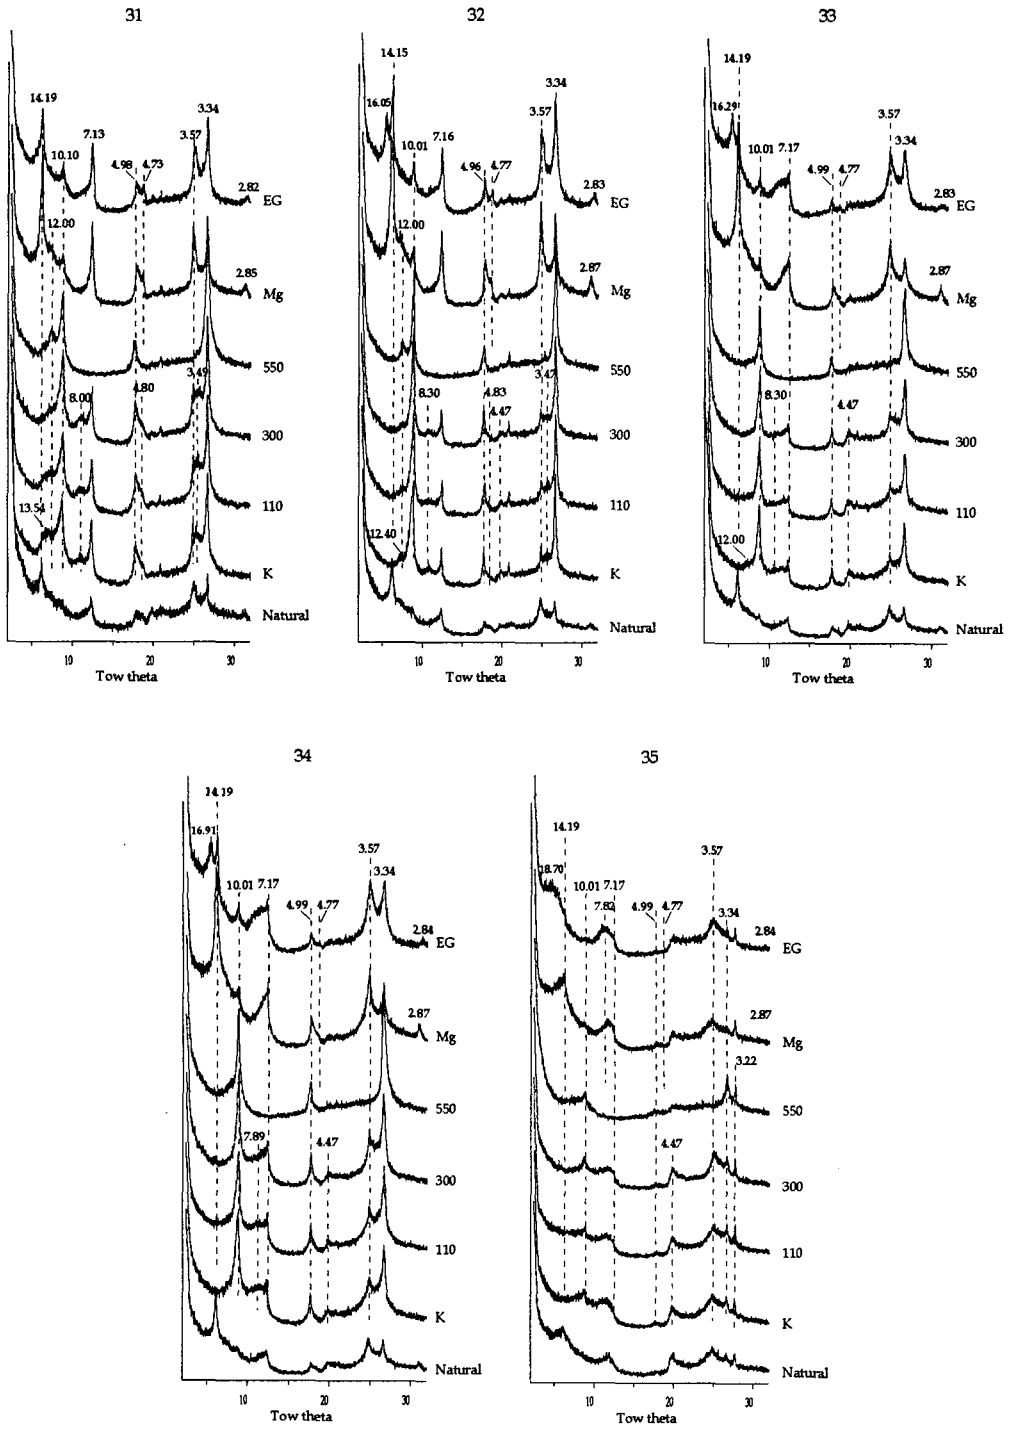 31
14.19
10.10
7.13
4.98
4.73
3.57
3.34
2.82
EG
12.00
2.85
Mg
550
8.00
4.80
3.49
300
110
13.54
K
Natural
10 20 30
Tow theta
32
14.15
16.05
10.01
7.16
4.96
4.77
3.57
3.34
2.83
EG
12.00
2.87
Mg
550
8.30
4.83
4.47
3.47
300
110
12.40
K
Natural
10 20 30
Tow theta
33
14.19
16.29
10.01
7.17
4.99
4.77
3.57
3.34
2.83
EG
2.87
Mg
550
8.30
4.47
300
110
12.00
K
Natural
10 20 30
Tow theta
34
14.19
16.91
10.01
7.17
4.99
4.77
3.57
3.34
2.84
EG
2.87
Mg
550
7.89
4.47
300
110
K
Natural
10 20 30
Tow theta
35
14.19
18.70
10.01
7.17
7.82
4.99
4.77
3.57
3.34
2.84
EG
2.87
Mg
3.22
550
4.47
300
110
K
Natural
10 20 30
Tow theta